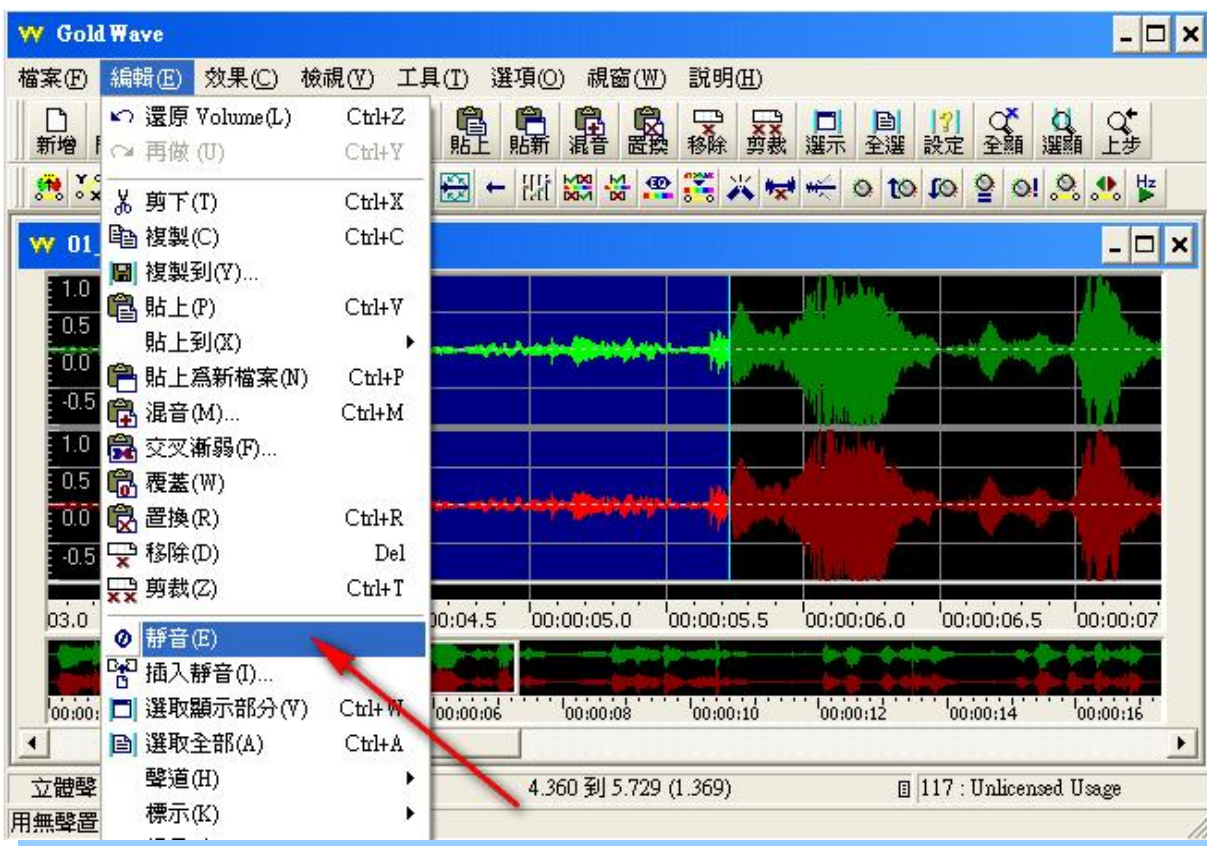 Gold Wave
檔案(F) 編輯(E) 效果(C) 檢視(V) 工具(T) 選項(O) 視窗(W) 說明(H)
還原 Volume(L) Ctrl+Z
再做 (U) Ctrl+Y
新增 貼上 貼新 混音 置換 移除 剪裁 選示 全選 設定 全顯 選顯 上步
Hz
剪下(T) Ctrl+X
複製(C) Ctrl+C
複製到(Y)...
貼上(P) Ctrl+V
貼上到(X)
貼上為新檔案(N) Ctrl+P
混音(M)... Ctrl+M
交叉漸弱(F)...
覆蓋(W)
置換(R) Ctrl+R
移除(D) Del
剪裁(Z) Ctrl+T
靜音(E)
插入靜音(I)...
選取顯示部分(V) Ctrl+W
選取全部(A) Ctrl+A
聲道(H)
標示(K)
01_
1.0
0.5
0.0
-0.5
1.0
0.5
0.0
-0.5
03.0 00:04.5 00:00:05.0 00:00:05.5 00:00:06.0 00:00:06.5 00:00:07
00:00: 00:00:06 00:00:08 00:00:10 00:00:12 00:00:14 00:00:16
立體聲 4.360 到 5.729 (1.369) 117 : Unlicensed Usage
用無聲置